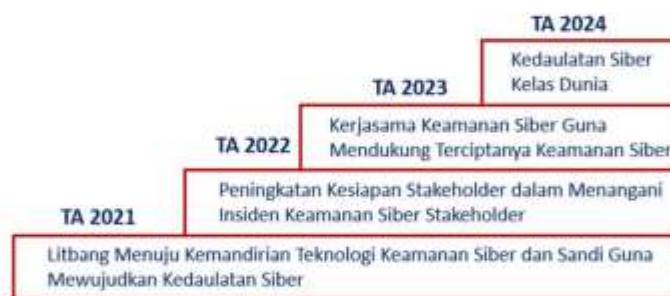 TA 2024
Kedaulatan Siber
Kelas Dunia
TA 2023
Kerjasama Keamanan Siber Guna
Mendukung Terciptanya Keamanan Siber
TA 2022
Peningkatan Kesiapan Stakeholder dalam Menangani
Insiden Keamanan Siber Stakeholder
TA 2021
Litbang Menuju Kemandirian Teknologi Keamanan Siber dan Sandi Guna
Mewujudkan Kedaulatan Siber